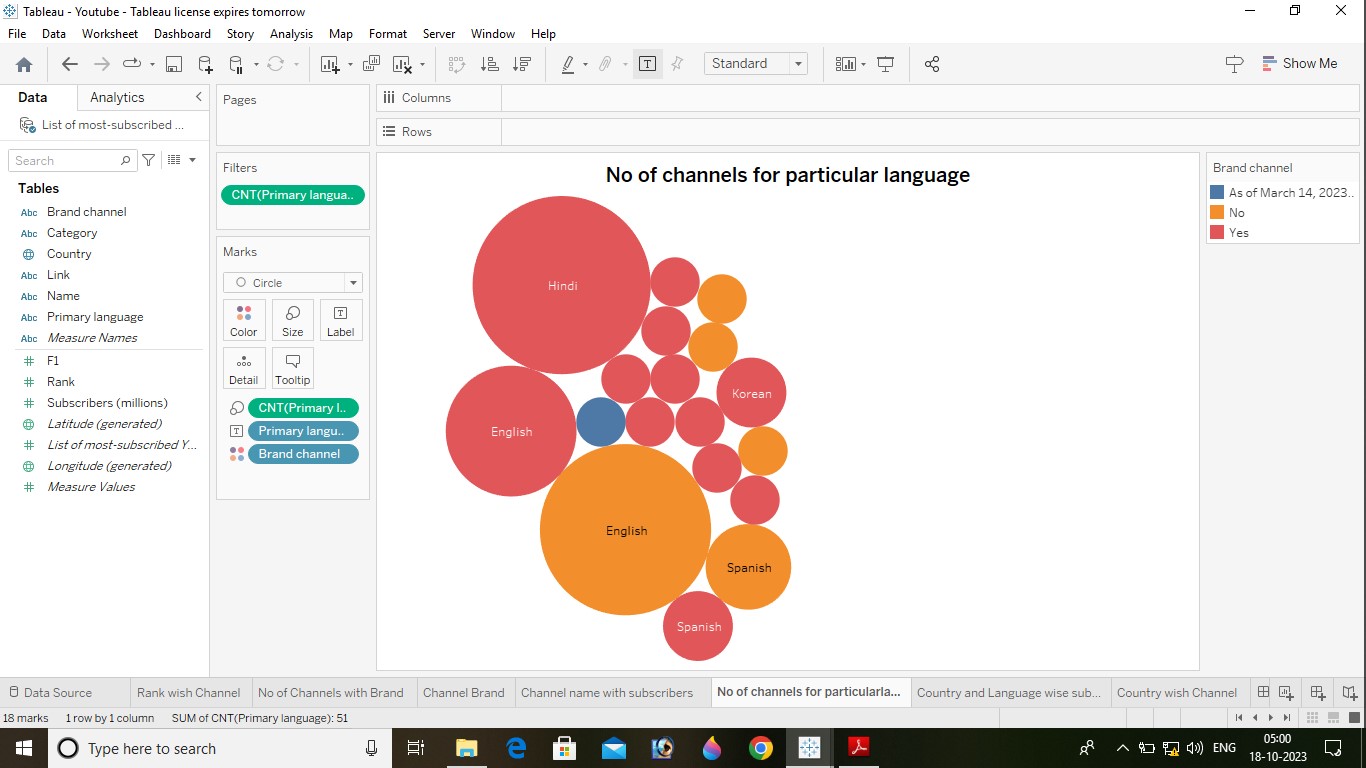 Tableau - Youtube - Tableau license expires tomorrow
File Data Worksheet Dashboard Story Analysis Map Format Server Window Help
Standard
Show Me
Data Analytics
List of most-subscribed ...
Search
Tables
Abc Brand channel
Abc Category
Country
Abc Link
Abc Name
Abc Primary language
Abc Measure Names
# F1
# Rank
# Subscribers (millions)
Latitude (generated)
# List of most-subscribed Y...
Longitude (generated)
# Measure Values
Pages
Filters
CNT(Primary langua..
Marks
Circle
Color Size Label
Detail Tooltip
CNT(Primary l..
Primary langu..
Brand channel
Columns
Rows
No of channels for particular language
Hindi
Korean
English
English
Spanish
Spanish
Brand channel
As of March 14, 2023..
No
Yes
Data Source Rank wish Channel No of Channels with Brand Channel Brand Channel name with subscribers No of channels for particularla... Country and Language wise sub... Country wish Channel
18 marks 1 row by 1 column SUM of CNT(Primary language): 51
Type here to search
ENG
05:00
18-10-2023